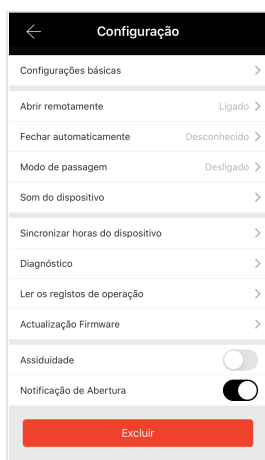 Configuração
Configurações básicas
Abrir remotamente Ligado
Fechar automaticamente Desconhecido
Modo de passagem Desligado
Som do dispositivo
Sincronizar horas do dispositivo
Diagnóstico
Ler os registos de operação
Actualização Firmware
Assiduidade
Notificação de Abertura
Excluir